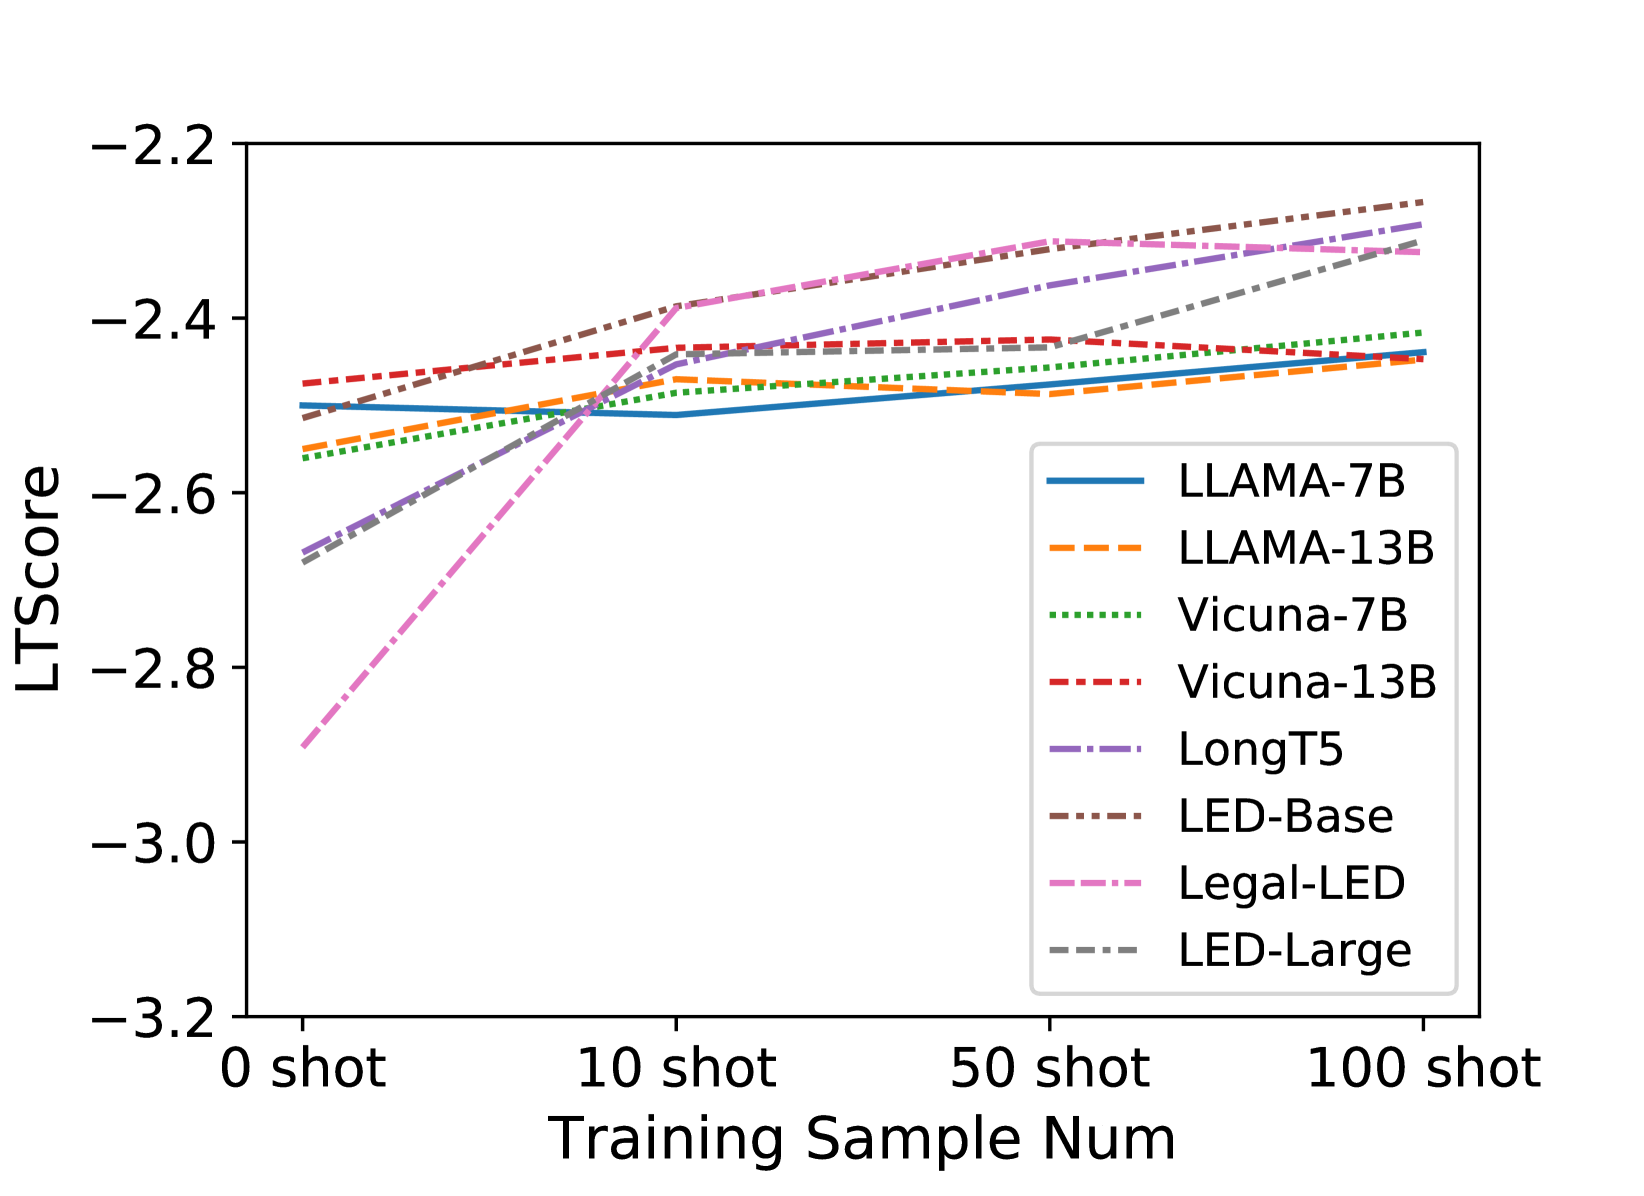 −2.2
−2.4
−2.6
−2.8
−3.0
−3.2
LTScore
LLAMA-7B
LLAMA-13B
Vicuna-7B
Vicuna-13B
LongT5
LED-Base
Legal-LED
LED-Large
0 shot 10 shot 50 shot 100 shot
Training Sample Num